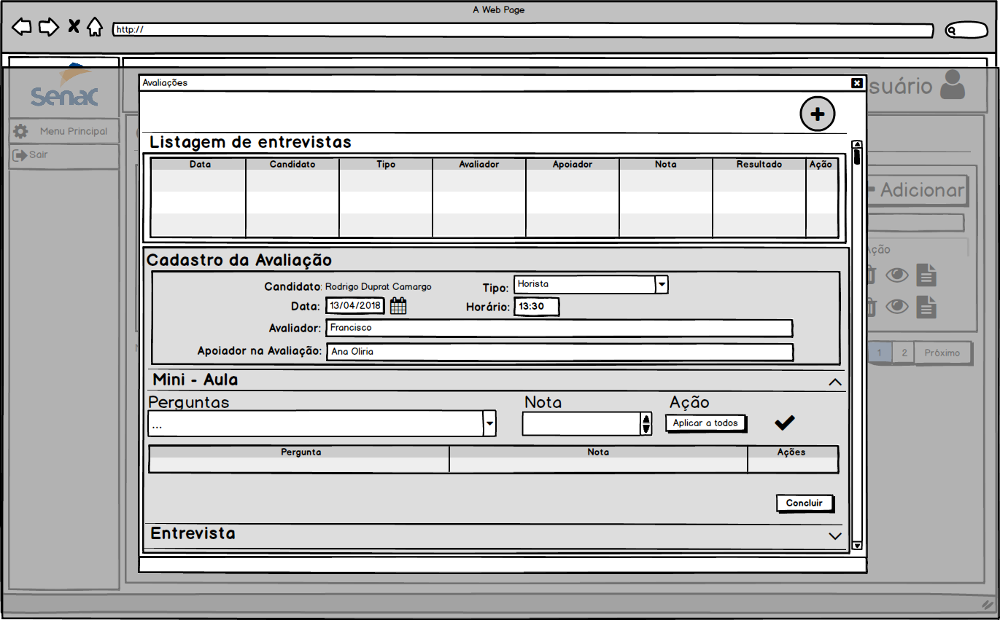 A Web Page
http://
Senac
Menu Principal
Sair
suário
Adicionar
Ação
1 2 Próximo
Avaliações
Listagem de entrevistas
Data Candidato Tipo Avaliador Apoiador Nota Resultado Ação
Cadastro da Avaliação
Candidato: Rodrigo Duprat Camargo Tipo: Horista
Data: 13/04/2018 Horário: 13:30
Avaliador: Francisco
Apoiador na Avaliação: Ana Oliria
Mini - Aula
Perguntas Nota Ação
... Aplicar a todos
Pergunta Nota Ações
Concluir
Entrevista